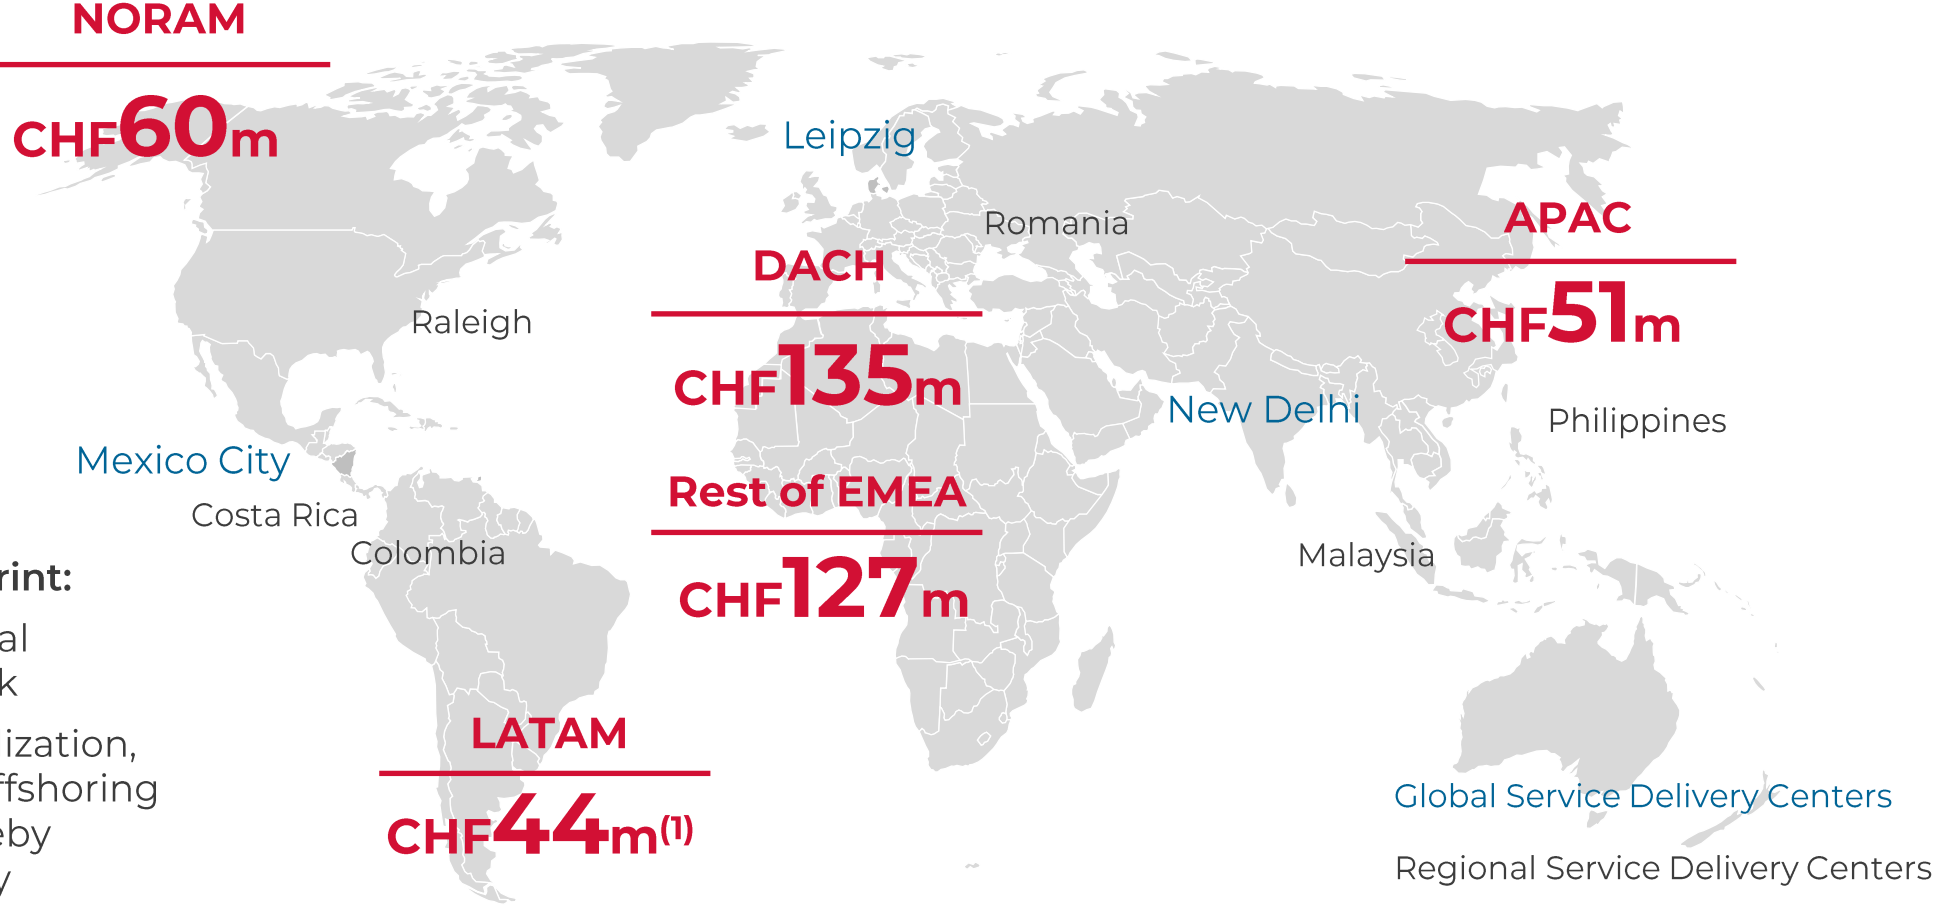 NORAM
CHF60m
Leipzig
Romania
APAC
CHF51m
DACH
CHF135m
Raleigh
New Delhi
Philippines
Mexico City
Rest of EMEA
CHF127m
Costa Rica
Colombia
Malaysia
rint:
al
k
ization,
ffshoring
eby
y
LATAM
CHF44m(1)
Global Service Delivery Centers
Regional Service Delivery Centers